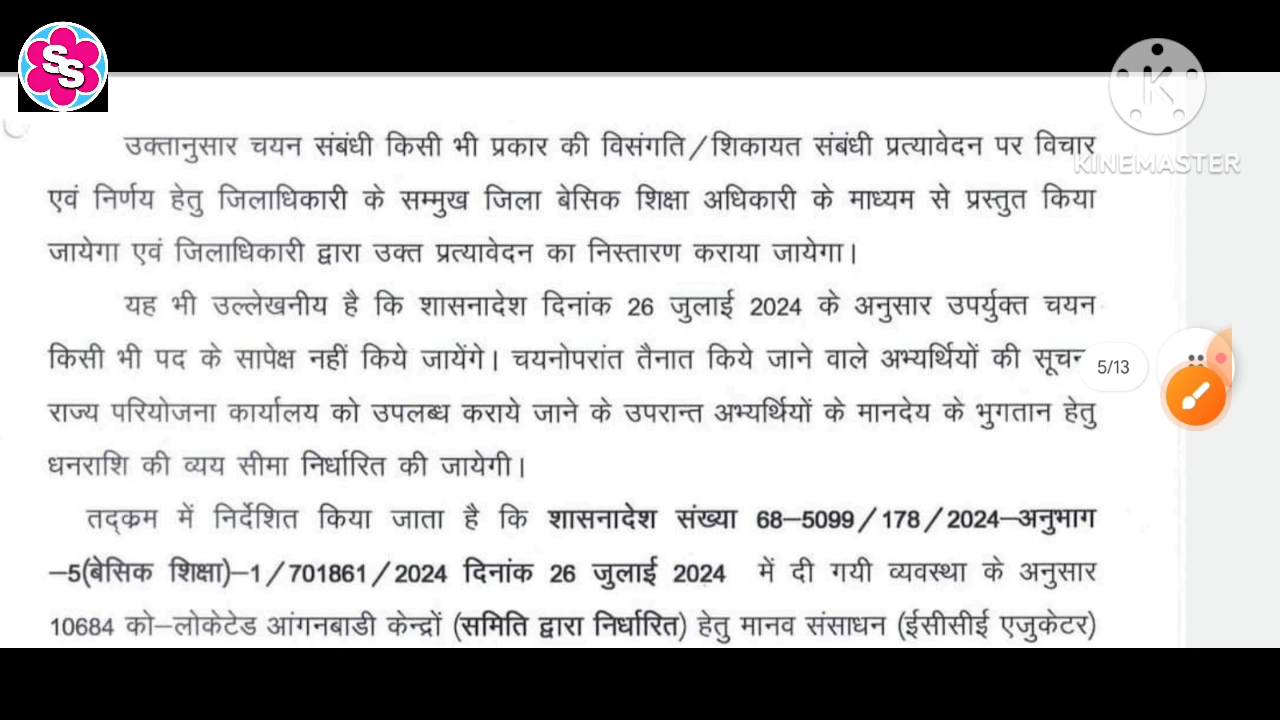 SS
KINEMASTER
उक्तानुसार चयन संबंधी किसी भी प्रकार की विसंगति/शिकायत संबंधी प्रत्यावेदन पर विचार
एवं निर्णय हेतु जिलाधिकारी के सम्मुख जिला बेसिक शिक्षा अधिकारी के माध्यम से प्रस्तुत किया
जायेगा एवं जिलाधिकारी द्वारा उक्त प्रत्यावेदन का निस्तारण कराया जायेगा।
यह भी उल्लेखनीय है कि शासनादेश दिनांक 26 जुलाई 2024 के अनुसार उपर्युक्त चयन
किसी भी पद के सापेक्ष नहीं किये जायेंगे। चयनोपरांत तैनात किये जाने वाले अभ्यर्थियों की सूचन
5/13
राज्य परियोजना कार्यालय को उपलब्ध कराये जाने के उपरान्त अभ्यर्थियों के मानदेय के भुगतान हेतु
धनराशि की व्यय सीमा निर्धारित की जायेगी।
तद्क्रम में निर्देशित किया जाता है कि शासनादेश संख्या 68–5099/178/2024–अनुभाग
–5(बेसिक शिक्षा)–1/701861/2024 दिनांक 26 जुलाई 2024 में दी गयी व्यवस्था के अनुसार
10684 को–लोकेटेड आंगनबाडी केन्द्रों (समिति द्वारा निर्धारित) हेतु मानव संसाधन (ईसीसीई एजुकेटर)